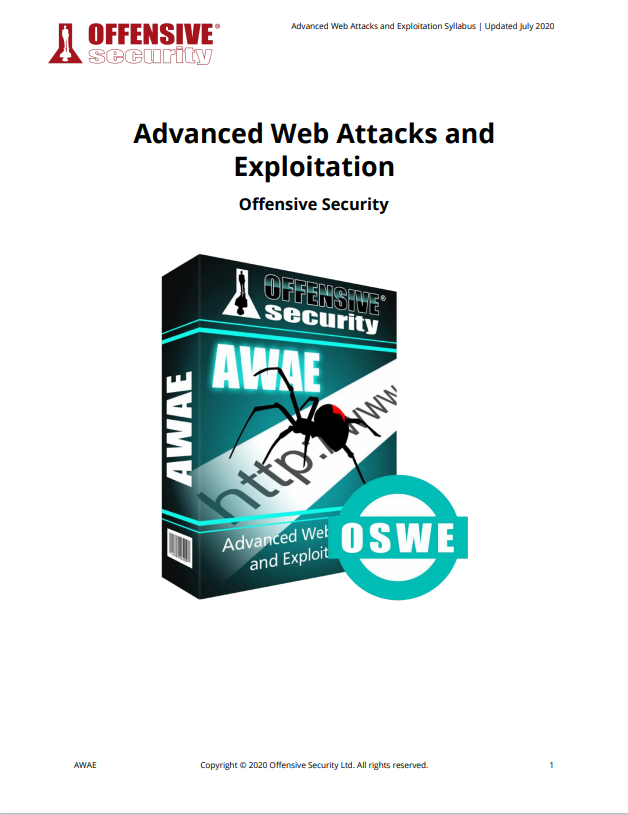 OFFENSIVE®
security
Advanced Web Attacks and Exploitation Syllabus | Updated July 2020
Advanced Web Attacks and
Exploitation
Offensive Security
OFFENSIVE®
security
AWAE
AWAE
http://www
Advanced Web
and Exploit
OSWE
AWAE
Copyright © 2020 Offensive Security Ltd. All rights reserved.
1